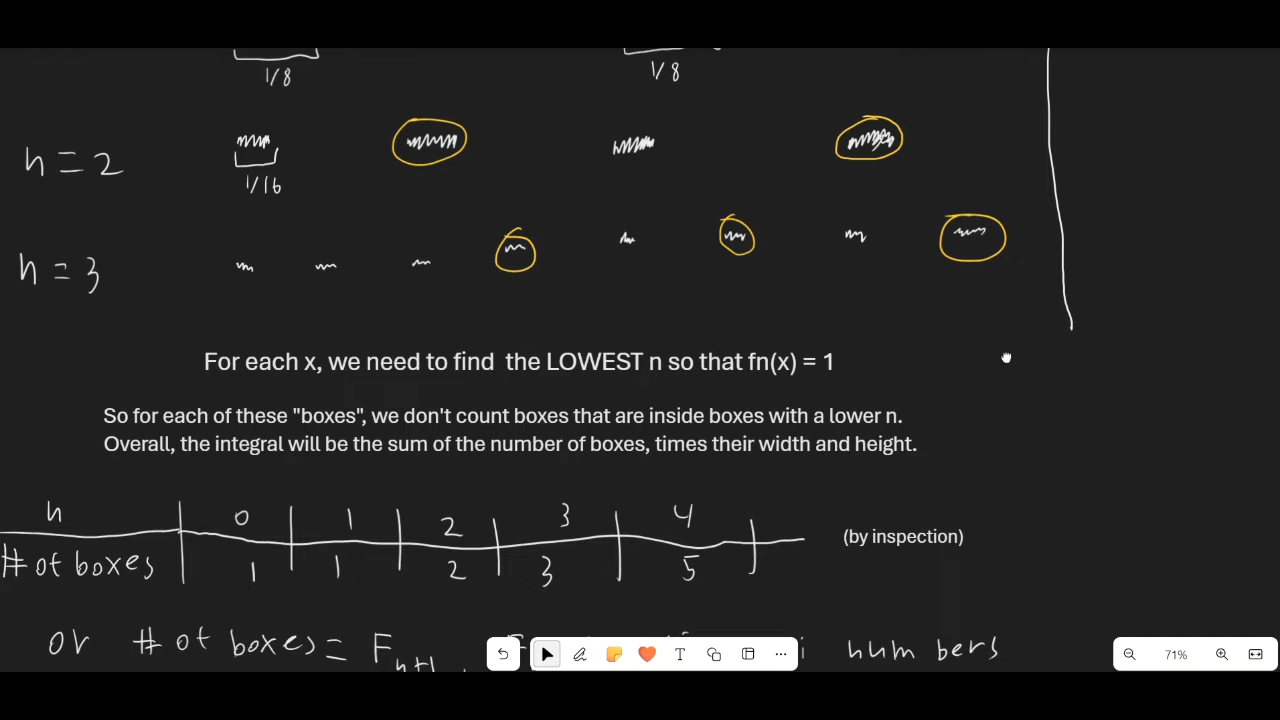 1/8 1/8
n = 2
1/16
n = 3
For each x, we need to find the LOWEST n so that fn(x) = 1
So for each of these "boxes", we don't count boxes that are inside boxes with a lower n.
Overall, the integral will be the sum of the number of boxes, times their width and height.
n 0 1 2 3 4
# of boxes 1 1 2 3 5
(by inspection)
or # of boxes = Fn+1, numbers
71%